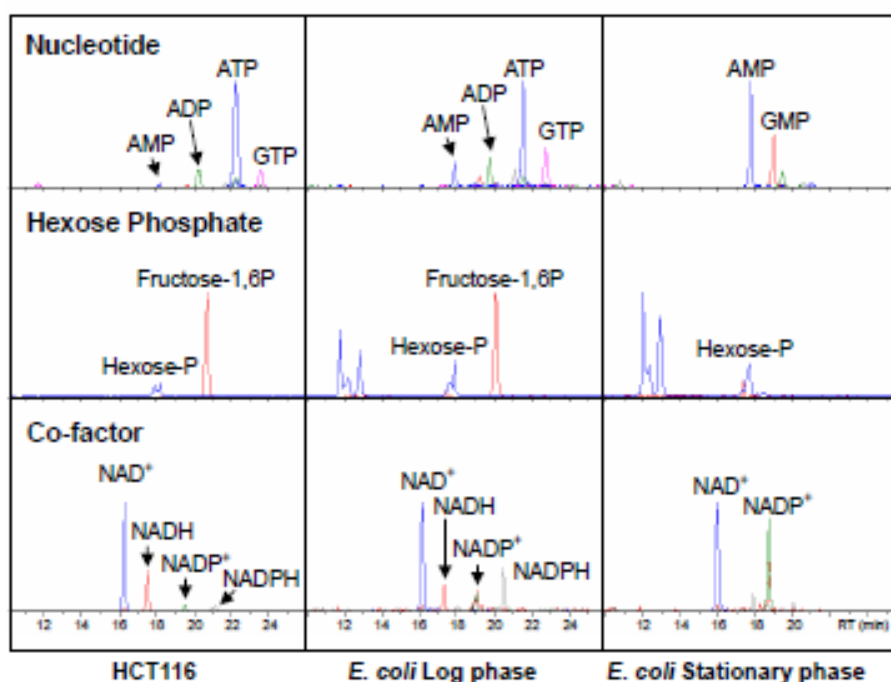 Nucleotide
ATP
ADP
AMP
GTP
ATP
ADP
AMP
GTP
AMP
GMP
Hexose Phosphate
Fructose-1,6P
Hexose-P
Fructose-1,6P
Hexose-P
Hexose-P
Co-factor
NAD⁺
NADH
NADP⁺
NADPH
NAD⁺
NADH
NADP⁺
NADPH
NAD⁺
NADP⁺
12 14 16 18 20 22 24
12 14 16 18 20 22 24
12 14 16 18 20 RT (min)
HCT116
E. coli Log phase
E. coli Stationary phase